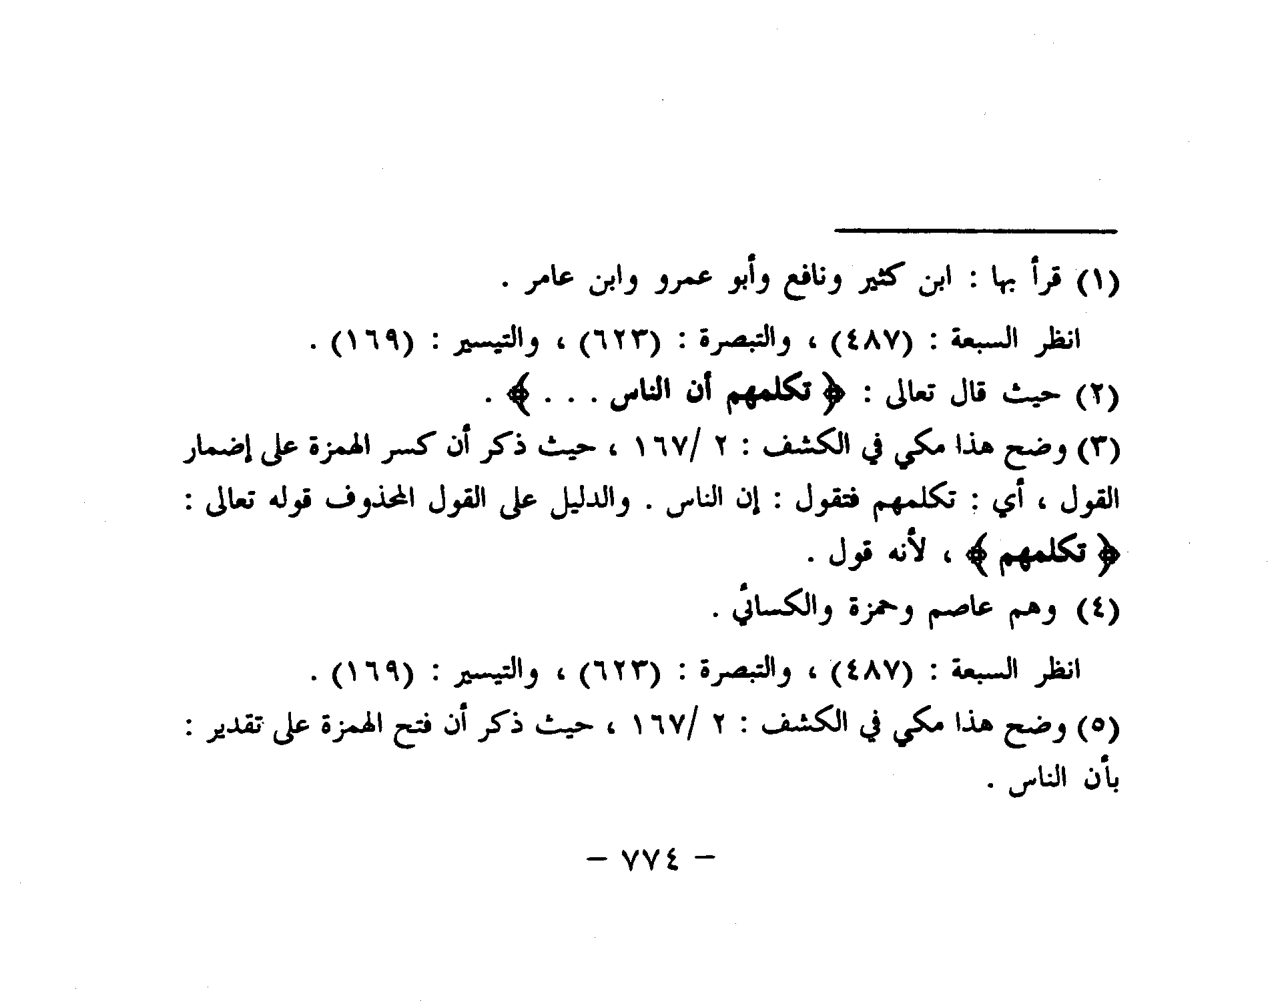 (١) قرأ بها : ابن كثير ونافع وأبو عمرو وابن عامر .
انظر السبعة : (٤٨٧) ، والتبصرة : (٦٢٣) ، والتيسير : (١٦٩) .
(٢) حيث قال تعالى : ﴿ تكلمهم أن الناس . . . ﴾ .
(٣) وضح هذا مكي في الكشف : ٢ /١٦٧ ، حيث ذكر أن كسر الهمزة على إضمار
القول ، أي : تكلمهم فتقول : إن الناس . والدليل على القول المحذوف قوله تعالى :
﴿ تكلمهم ﴾ ، لأنه قول .
(٤) وهم عاصم وحمزة والكسائي .
انظر السبعة : (٤٨٧) ، والتبصرة : (٦٢٣) ، والتيسير : (١٦٩) .
(٥) وضح هذا مكي في الكشف : ٢ /١٦٧ ، حيث ذكر أن فتح الهمزة على تقدير :
بأن الناس .
– ٧٧٤ –